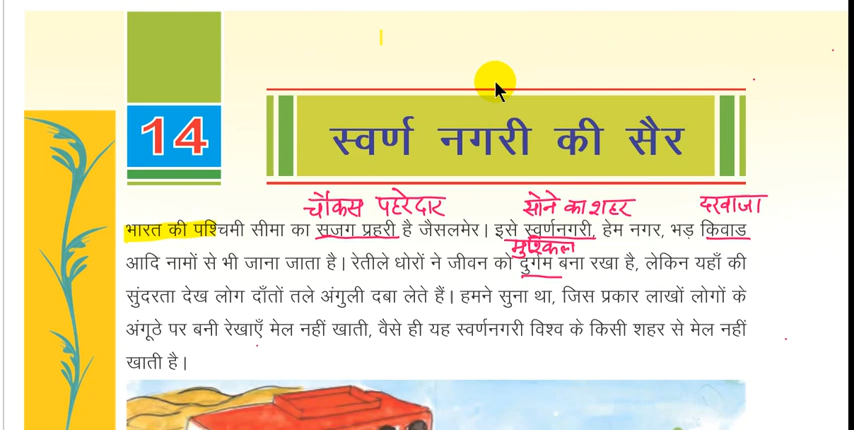 14
स्वर्ण नगरी की सैर
चौकस पहरेदार सोने का शहर दरवाजा
भारत की पश्चिमी सीमा का सजग प्रहरी है जैसलमेर। इसे स्वर्णनगरी, हेम नगर, भड़ किवाड
मुश्किल
आदि नामों से भी जाना जाता है। रेतीले धोरों ने जीवन को दुर्गम बना रखा है, लेकिन यहाँ की
सुंदरता देख लोग दाँतों तले अंगुली दबा लेते हैं। हमने सुना था, जिस प्रकार लाखों लोगों के
अंगूठे पर बनी रेखाएँ मेल नहीं खाती, वैसे ही यह स्वर्णनगरी विश्व के किसी शहर से मेल नहीं
खाती है।